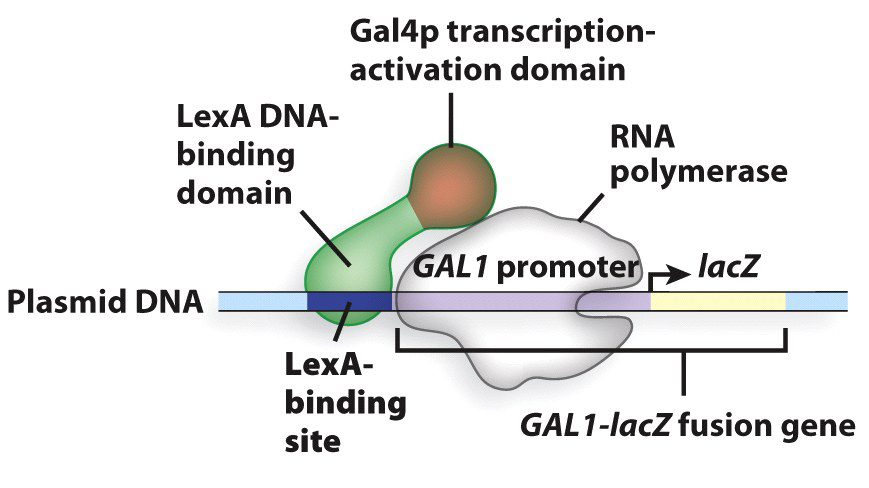 Gal4p transcription-
activation domain
LexA DNA-
binding
domain
RNA
polymerase
GAL1 promoter
lacZ
Plasmid DNA
LexA-
binding
site
GAL1-lacZ fusion gene